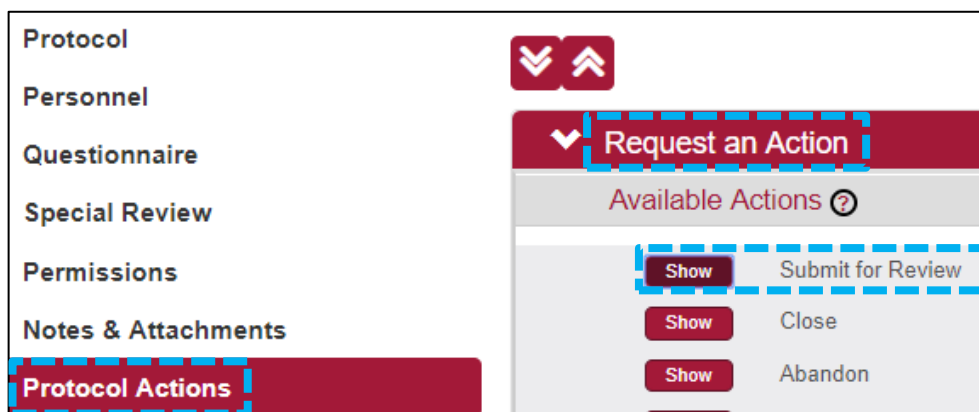 Protocol
Personnel
Questionnaire
Special Review
Permissions
Notes & Attachments
Protocol Actions
Request an Action
Available Actions ?
Show Submit for Review
Show Close
Show Abandon